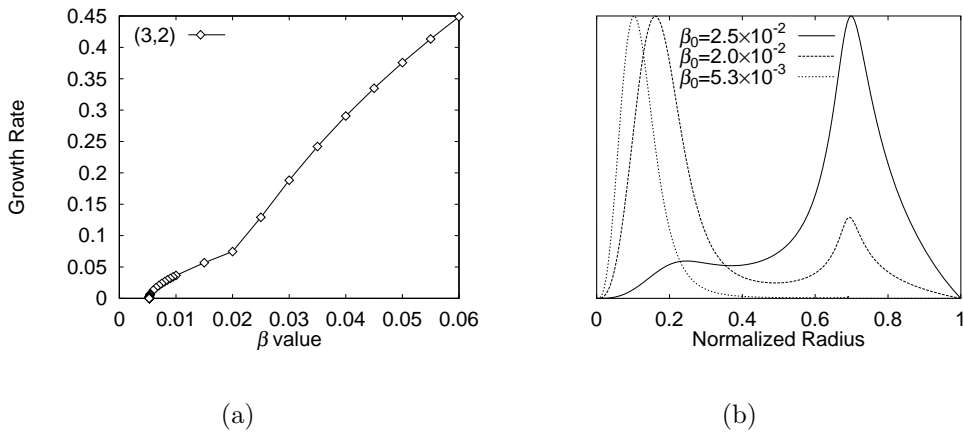 0.45
0.4
0.35
0.3
0.25
0.2
0.15
0.1
0.05
0
Growth Rate
(3,2)
0 0.01 0.02 0.03 0.04 0.05 0.06
β value
(a)
β₀=2.5×10⁻²
β₀=2.0×10⁻²
β₀=5.3×10⁻³
0 0.2 0.4 0.6 0.8 1
Normalized Radius
(b)